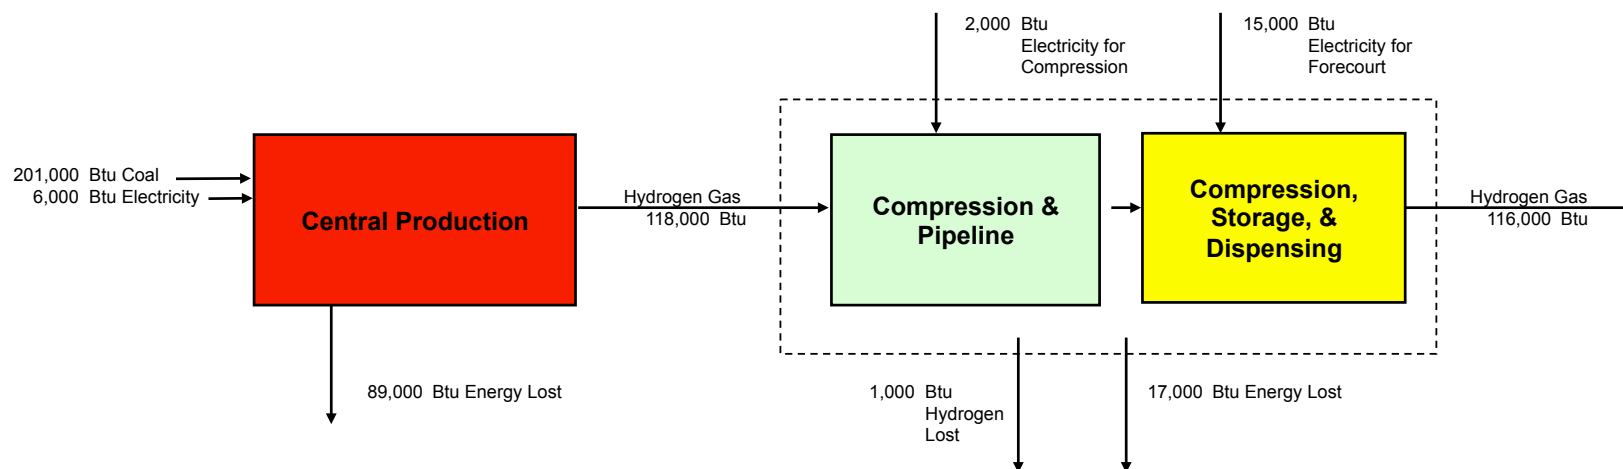 2,000 Btu
Electricity for
Compression
15,000 Btu
Electricity for
Forecourt
201,000 Btu Coal
6,000 Btu Electricity
Central Production
Hydrogen Gas
118,000 Btu
Compression &
Pipeline
Compression,
Storage, &
Dispensing
Hydrogen Gas
116,000 Btu
89,000 Btu Energy Lost
1,000 Btu
Hydrogen
Lost
17,000 Btu Energy Lost